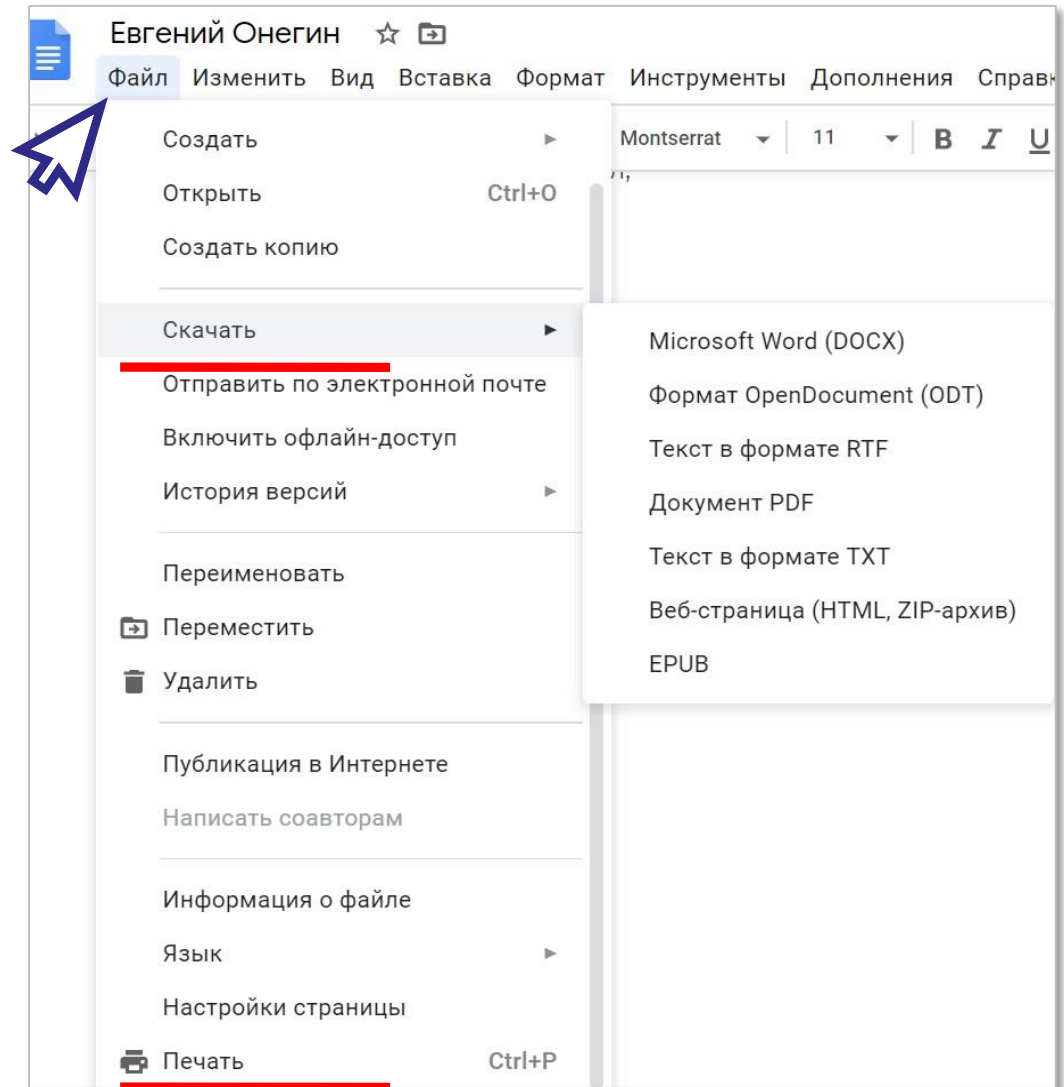 Евгений Онегин
Файл Изменить Вид Вставка Формат Инструменты Дополнения
Montserrat 11 B I U
Создать
Открыть Ctrl+O
Создать копию
Скачать
Отправить по электронной почте
Включить офлайн-доступ
История версий
Переименовать
Переместить
Удалить
Публикация в Интернете
Написать соавторам
Информация о файле
Язык
Настройки страницы
Печать Ctrl+P
Microsoft Word (DOCX)
Формат OpenDocument (ODT)
Текст в формате RTF
Документ PDF
Текст в формате TXT
Веб-страница (HTML, ZIP-архив)
EPUB